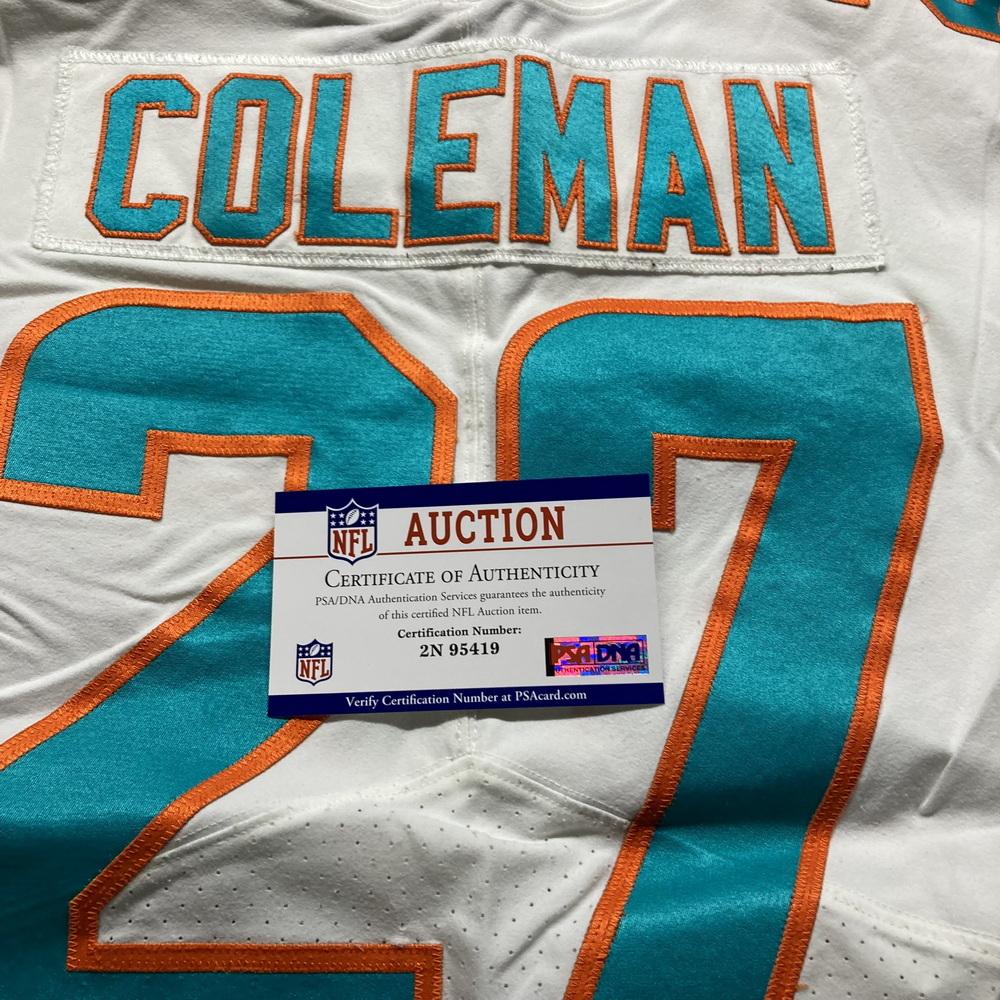 COLEMAN
27
NFL AUCTION
CERTIFICATE OF AUTHENTICITY
PSA/DNA Authentication Services guarantees the authenticity
of this certified NFL Auction item.
Certification Number:
2N 95419
NFL
PSA DNA
AUTHENTICATION SERVICES
Verify Certification Number at PSAcard.com